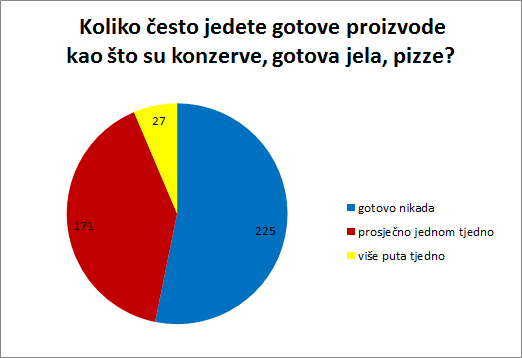 Koliko često jedete gotove proizvode
kao što su konzerve, gotova jela, pizze?
27
171
225
gotovo nikada
prosječno jednom tjedno
više puta tjedno